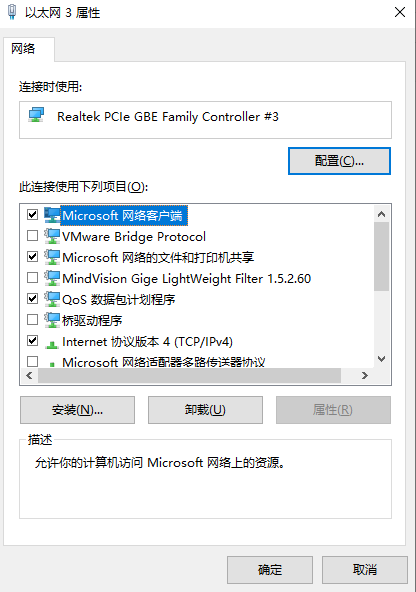 以太网 3 属性
网络
连接时使用:
Realtek PCIe GBE Family Controller #3
配置(C)...
此连接使用下列项目(O):
Microsoft 网络客户端
VMware Bridge Protocol
Microsoft 网络的文件和打印机共享
MindVision Gige LightWeight Filter 1.5.2.60
QoS 数据包计划程序
桥驱动程序
Internet 协议版本 4 (TCP/IPv4)
Microsoft 网络适配器多路传送器协议
安装(N)...
卸载(U)
属性(R)
描述
允许你的计算机访问 Microsoft 网络上的资源。
确定
取消